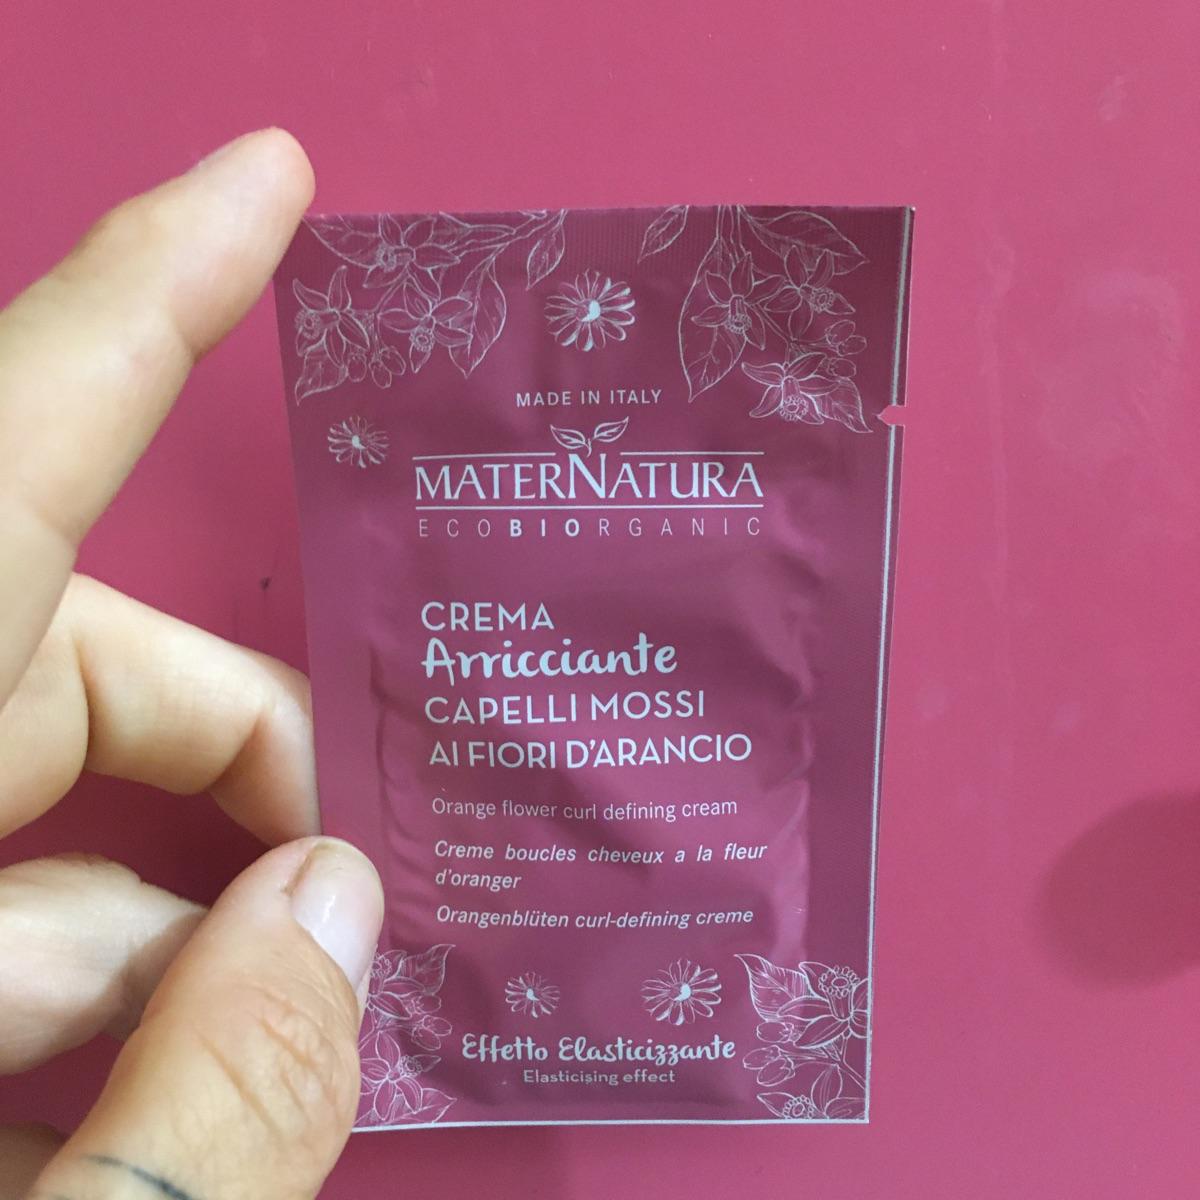 MADE IN ITALY
MATERNATURA
ECOBIORGANIC
CREMA
Arricciante
CAPELLI MOSSI
AI FIORI D'ARANCIO
Orange flower curl defining cream
Creme boucles cheveux a la fleur
d'oranger
Orangenblüten curl-defining creme
Effetto Elasticizzante
Elasticising effect